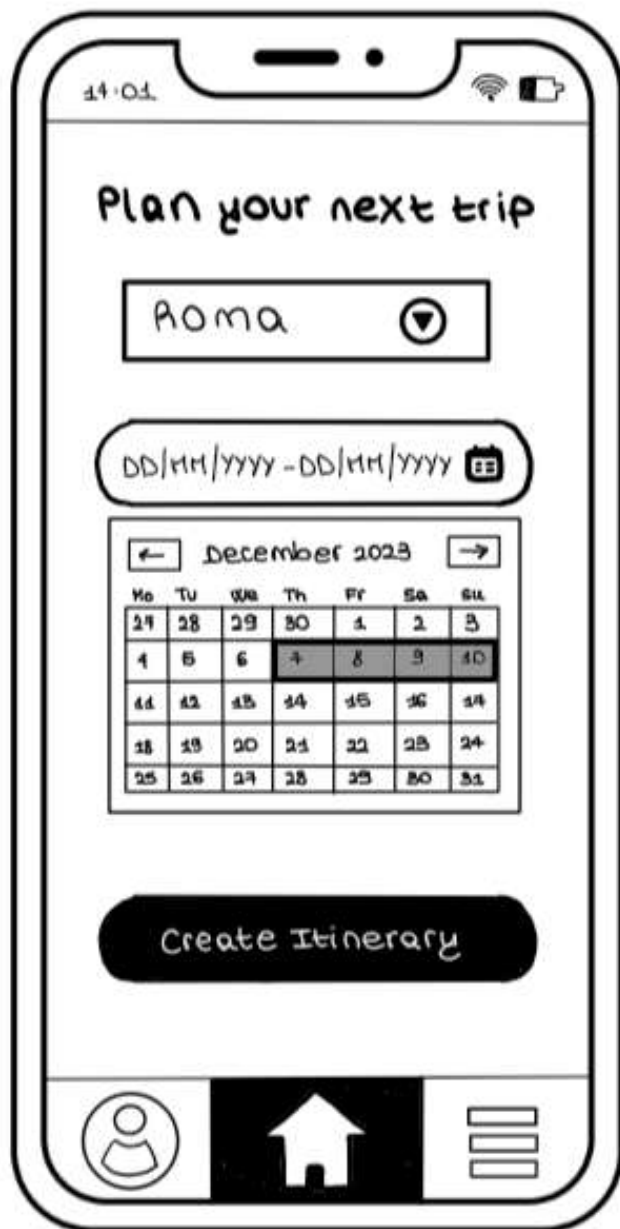 14:01
Plan your next trip
Roma
DD/MM/YYYY - DD/MM/YYYY
December 2023
Mo Tu We Th Fr Sa Su
27 28 29 30 1 2 3
4 5 6 7 8 9 10
11 12 13 14 15 16 17
18 19 20 21 22 23 24
25 26 27 28 29 30 31
Create Itinerary